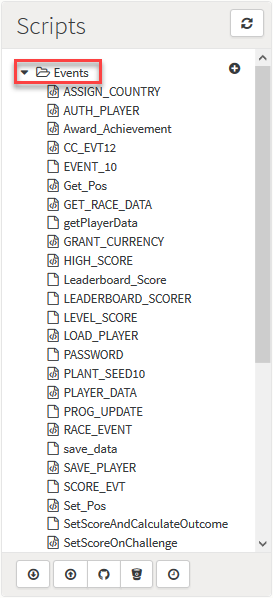 Scripts
Events
ASSIGN_COUNTRY
AUTH_PLAYER
Award_Achievement
CC_EVT12
EVENT_10
Get_Pos
GET_RACE_DATA
getPlayerData
GRANT_CURRENCY
HIGH_SCORE
Leaderboard_Score
LEADERBOARD_SCORER
LEVEL_SCORE
LOAD_PLAYER
PASSWORD
PLANT_SEED10
PLAYER_DATA
PROG_UPDATE
RACE_EVENT
save_data
SAVE_PLAYER
SCORE_EVT
Set_Pos
SetScoreAndCalculateOutcome
SetScoreOnChallenge